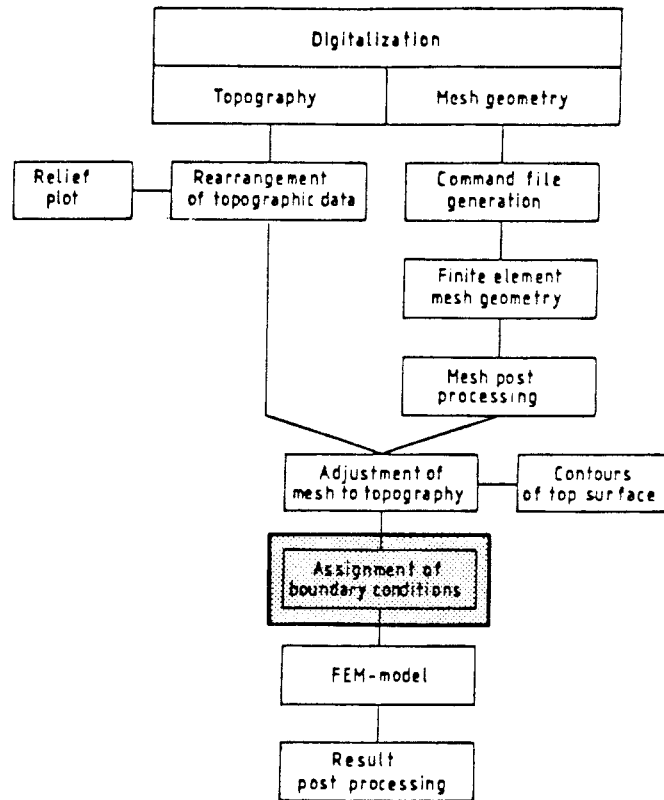 Digitalization
Topography
Mesh geometry
Relief
plot
Rearrangement
of topographic data
Command file
generation
Finite element
mesh geometry
Mesh post
processing
Adjustment of
mesh to topography
Contours
of top surface
Assignment of
boundary conditions
FEM-model
Result
post processing